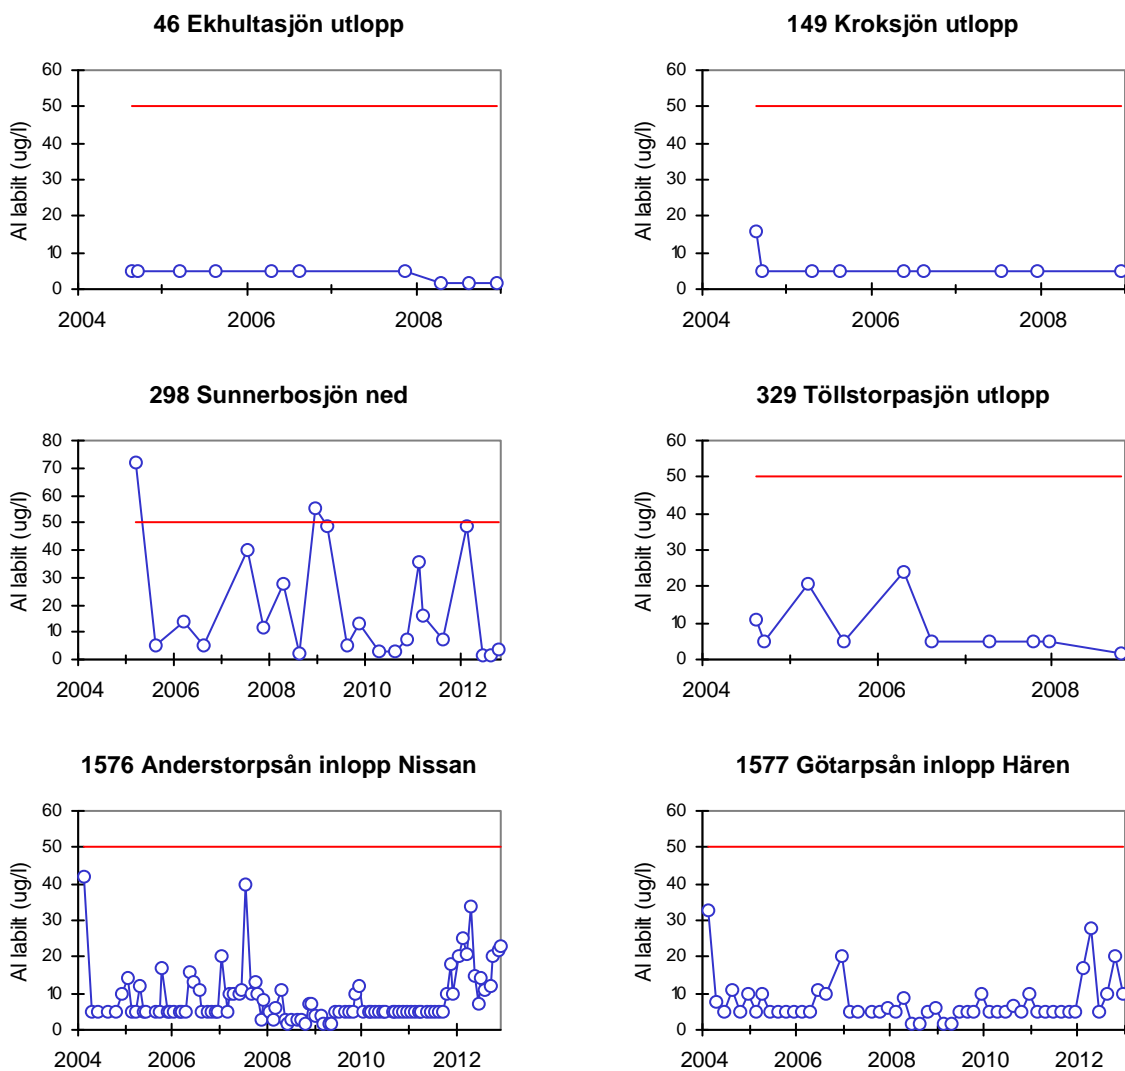 46 Ekhultasjön utlopp
Al labilt (ug/l)
60
50
40
30
20
10
0
2004 2006 2008
149 Kroksjön utlopp
Al labilt (ug/l)
60
50
40
30
20
10
0
2004 2006 2008
298 Sunnerbosjön ned
Al labilt (ug/l)
80
70
60
50
40
30
20
10
0
2004 2006 2008 2010 2012
329 Töllstorpasjön utlopp
Al labilt (ug/l)
60
50
40
30
20
10
0
2004 2006 2008
1576 Anderstorpsån inlopp Nissan
Al labilt (ug/l)
60
50
40
30
20
10
0
2004 2006 2008 2010 2012
1577 Götarpsån inlopp Hären
Al labilt (ug/l)
60
50
40
30
20
10
0
2004 2006 2008 2010 2012